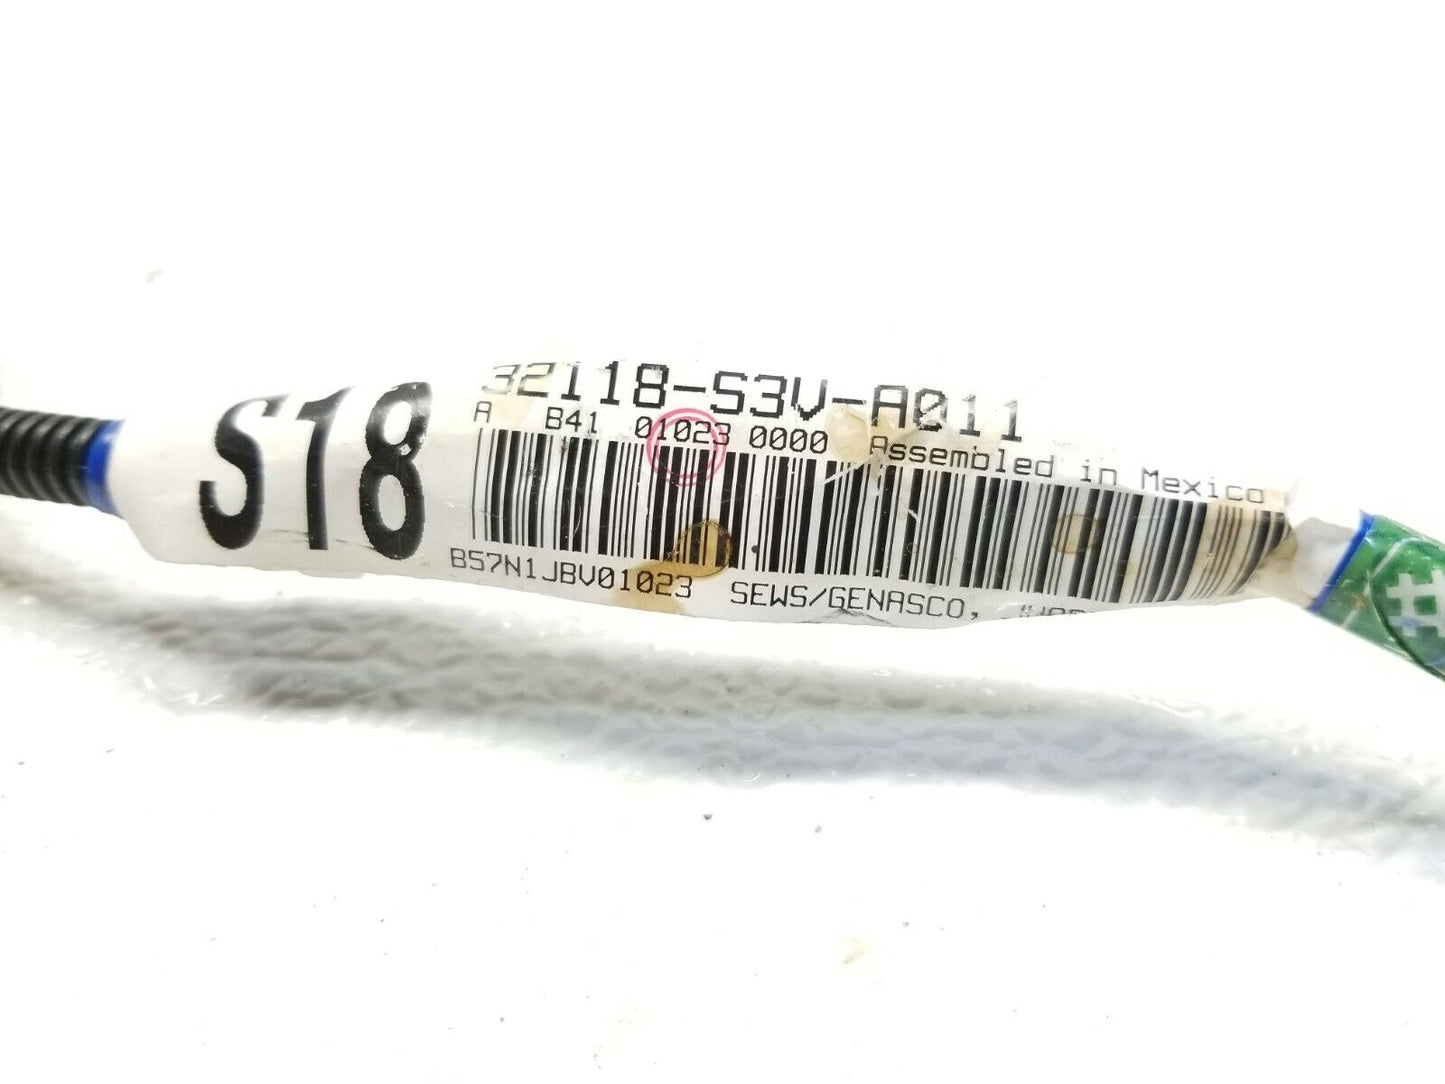 S18
32118-S3V-A011
A B41 01023 0000 Assembled in Mexico
B57N1JBV01023 SEWS/GENASCO,
#